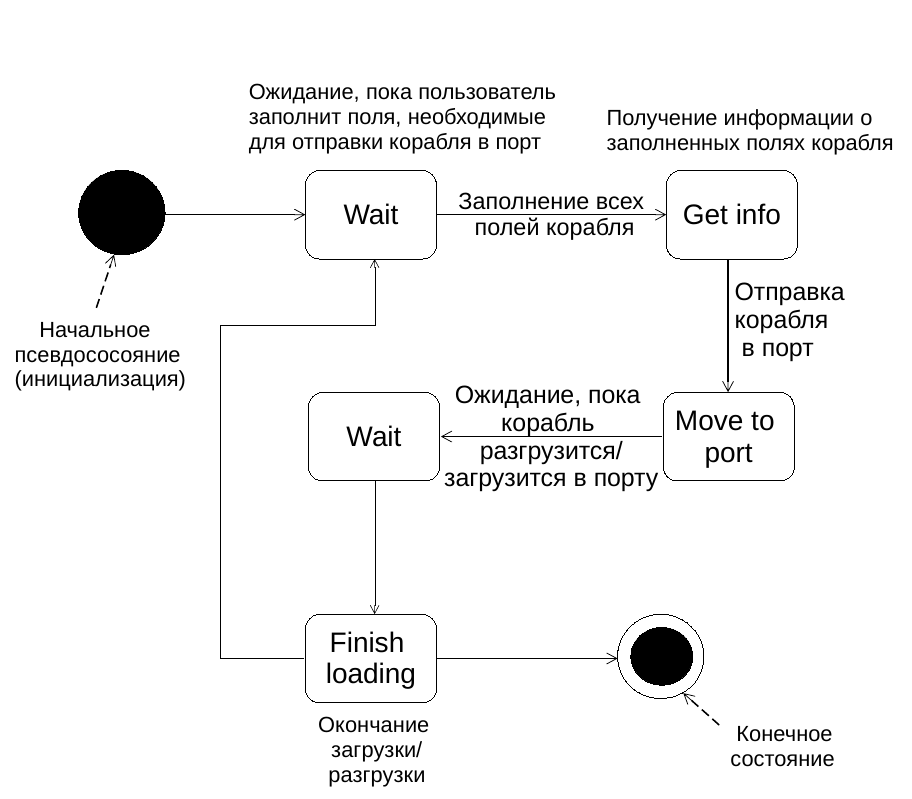 Ожидание, пока пользователь
заполнит поля, необходимые
для отправки корабля в порт
Получение информации о
заполненных полях корабля
Wait
Заполнение всех
полей корабля
Get info
Начальное
псевдососояние
(инициализация)
Отправка
корабля
в порт
Wait
Ожидание, пока
корабль
разгрузится/
загрузится в порту
Move to
port
Finish
loading
Окончание
загрузки/
разгрузки
Конечное
состояние